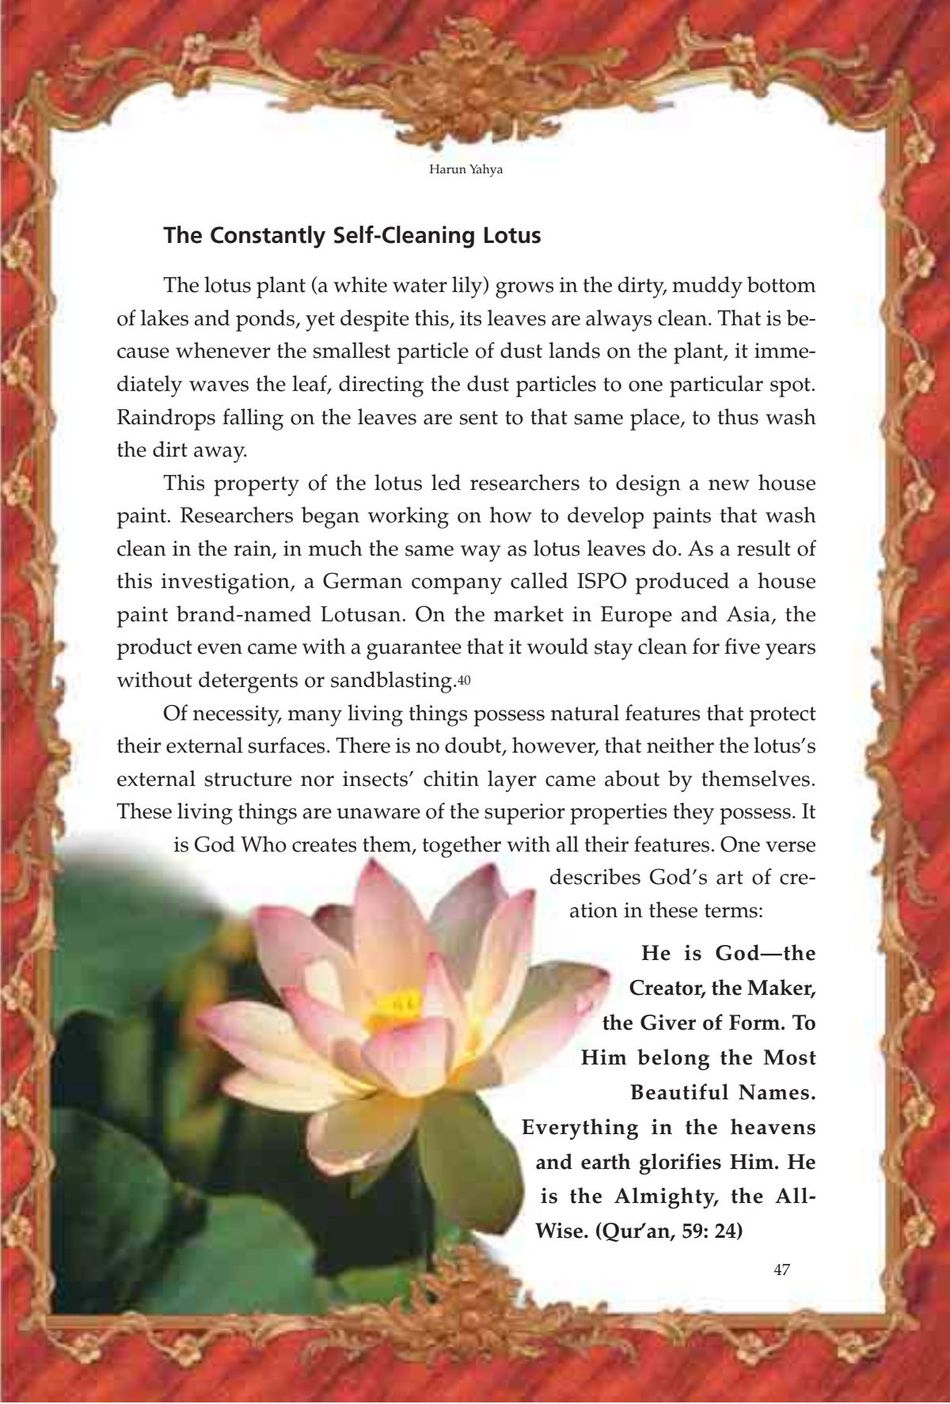 Harun Yahya
The Constantly Self-Cleaning Lotus
The lotus plant (a white water lily) grows in the dirty, muddy bottom
of lakes and ponds, yet despite this, its leaves are always clean. That is be-
cause whenever the smallest particle of dust lands on the plant, it imme-
diately waves the leaf, directing the dust particles to one particular spot.
Raindrops falling on the leaves are sent to that same place, to thus wash
the dirt away.
This property of the lotus led researchers to design a new house
paint. Researchers began working on how to develop paints that wash
clean in the rain, in much the same way as lotus leaves do. As a result of
this investigation, a German company called ISPO produced a house
paint brand-named Lotusan. On the market in Europe and Asia, the
product even came with a guarantee that it would stay clean for five years
without detergents or sandblasting.40
Of necessity, many living things possess natural features that protect
their external surfaces. There is no doubt, however, that neither the lotus’s
external structure nor insects’ chitin layer came about by themselves.
These living things are unaware of the superior properties they possess. It
is God Who creates them, together with all their features. One verse
describes God’s art of cre-
ation in these terms:
He is God—the
Creator, the Maker,
the Giver of Form. To
Him belong the Most
Beautiful Names.
Everything in the heavens
and earth glorifies Him. He
is the Almighty, the All-
Wise. (Qur’an, 59: 24)
47